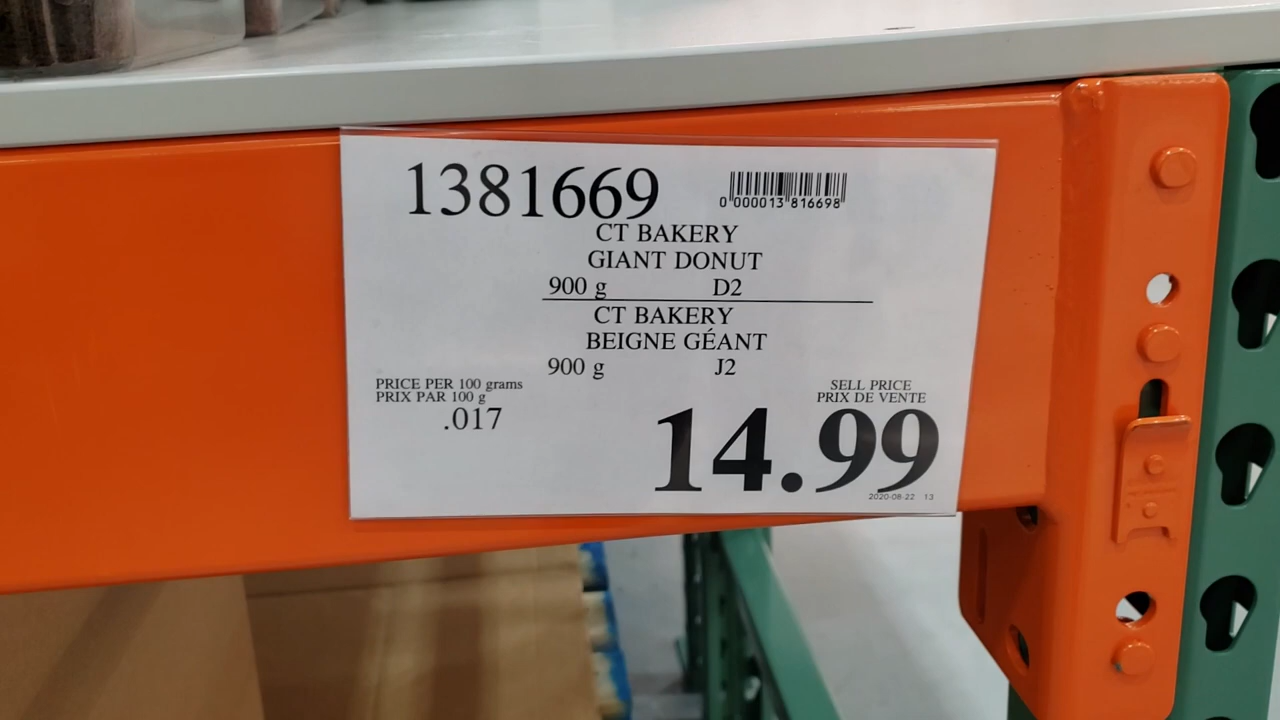 1381669
0 000013 816698
CT BAKERY
GIANT DONUT
900 g D2
CT BAKERY
BEIGNE GÉANT
900 g J2
PRICE PER 100 grams
PRIX PAR 100 g
.017
SELL PRICE
PRIX DE VENTE
14.99
2020-08-22 13